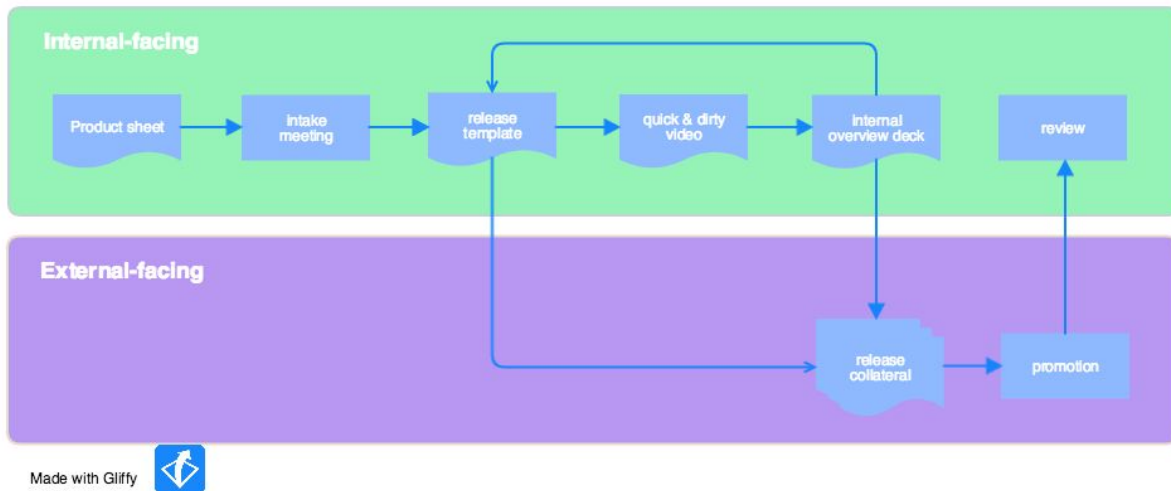 Internal-facing
Product sheet
intake
meeting
release
template
quick & dirty
video
internal
overview deck
review
External-facing
release
collateral
promotion
Made with Gliffy